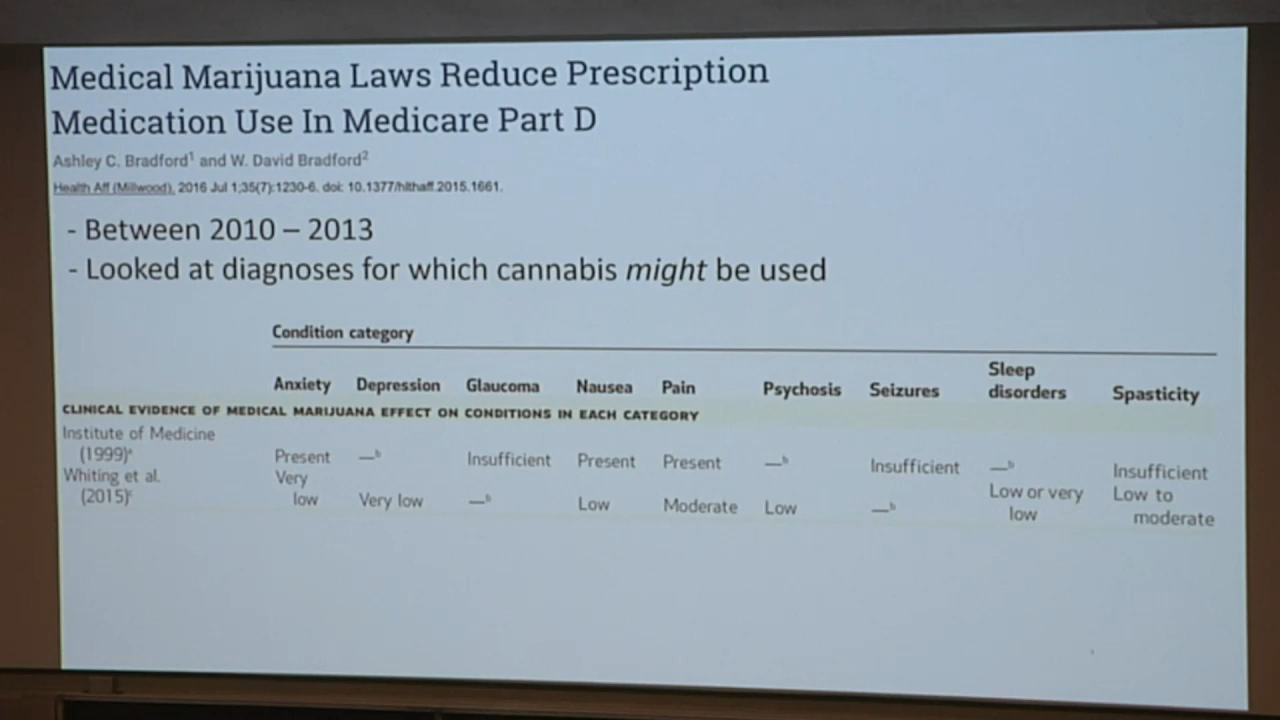 Medical Marijuana Laws Reduce Prescription
Medication Use In Medicare Part D
Ashley C. Bradford¹ and W. David Bradford²
Health Aff (Millwood). 2016 Jul 1;35(7):1230-6. doi: 10.1377/hlthaff.2015.1661.
- Between 2010 – 2013
- Looked at diagnoses for which cannabis might be used
Condition category
Anxiety Depression Glaucoma Nausea Pain Psychosis Seizures Sleep disorders Spasticity
CLINICAL EVIDENCE OF MEDICAL MARIJUANA EFFECT ON CONDITIONS IN EACH CATEGORY
Institute of Medicine
(1999)ᵃ Present —ᵇ Insufficient Present Present —ᵇ Insufficient —ᵇ Insufficient
Whiting et al.
(2015)ᶜ Very low Very low —ᵇ Low Moderate Low —ᵇ Low or very low Low to moderate